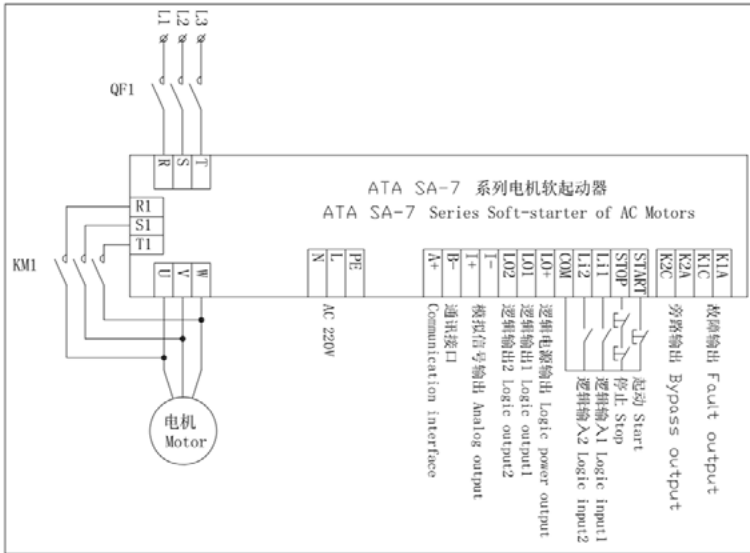 L1
L2
L3
QF1
R
S
T
ATA SA-7 系列电机软起动器
ATA SA-7 Series Soft-starter of AC Motors
R1
S1
T1
KM1
U
V
W
N
L
PE
A+
B-
I+
I-
LO2
LO1
LO+
COM
Li2
Li1
STOP
START
K2C
K2A
K1C
K1A
AC 220V
通讯接口
Communication interface
模拟信号输出 Analog output
逻辑输出2 Logic output2
逻辑输出1 Logic output1
逻辑电源输出 Logic power output
逻辑输入2 Logic input2
逻辑输入1 Logic input1
停止 Stop
起动 Start
旁路输出 Bypass output
故障输出 Fault output
电机
Motor